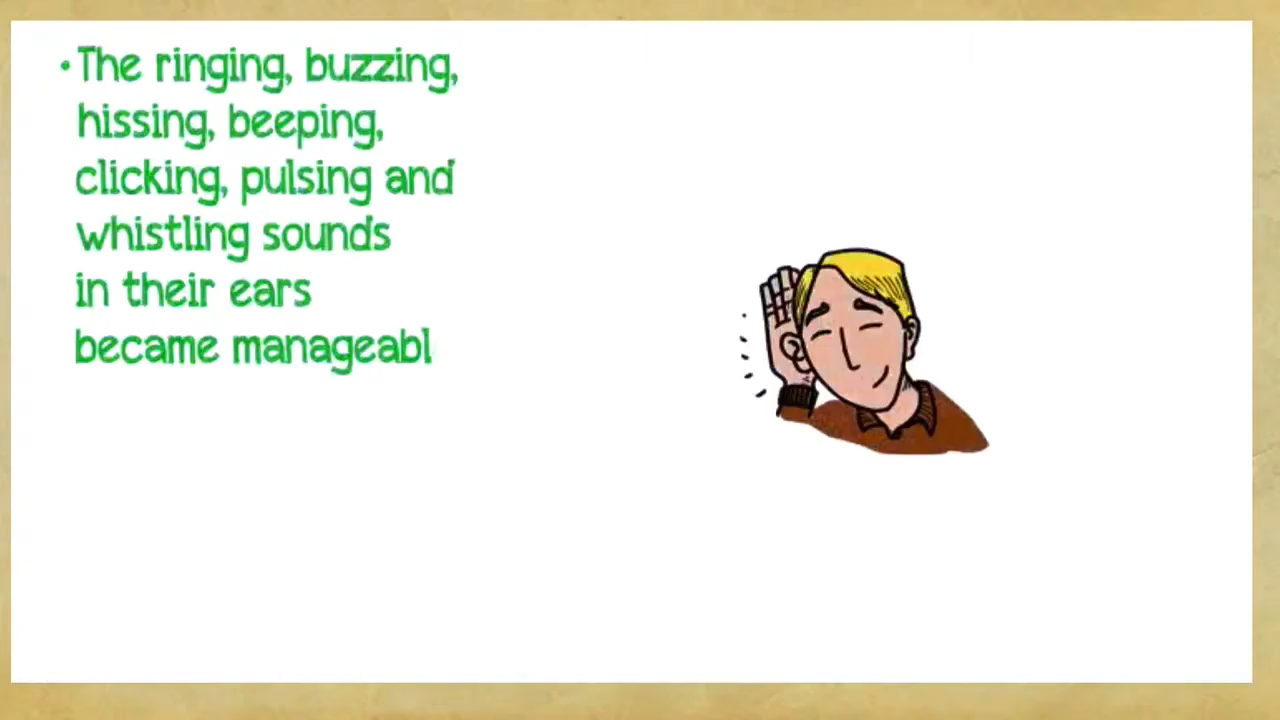 •The ringing, buzzing,
hissing, beeping,
clicking, pulsing and
whistling sounds
in their ears
became manageabl